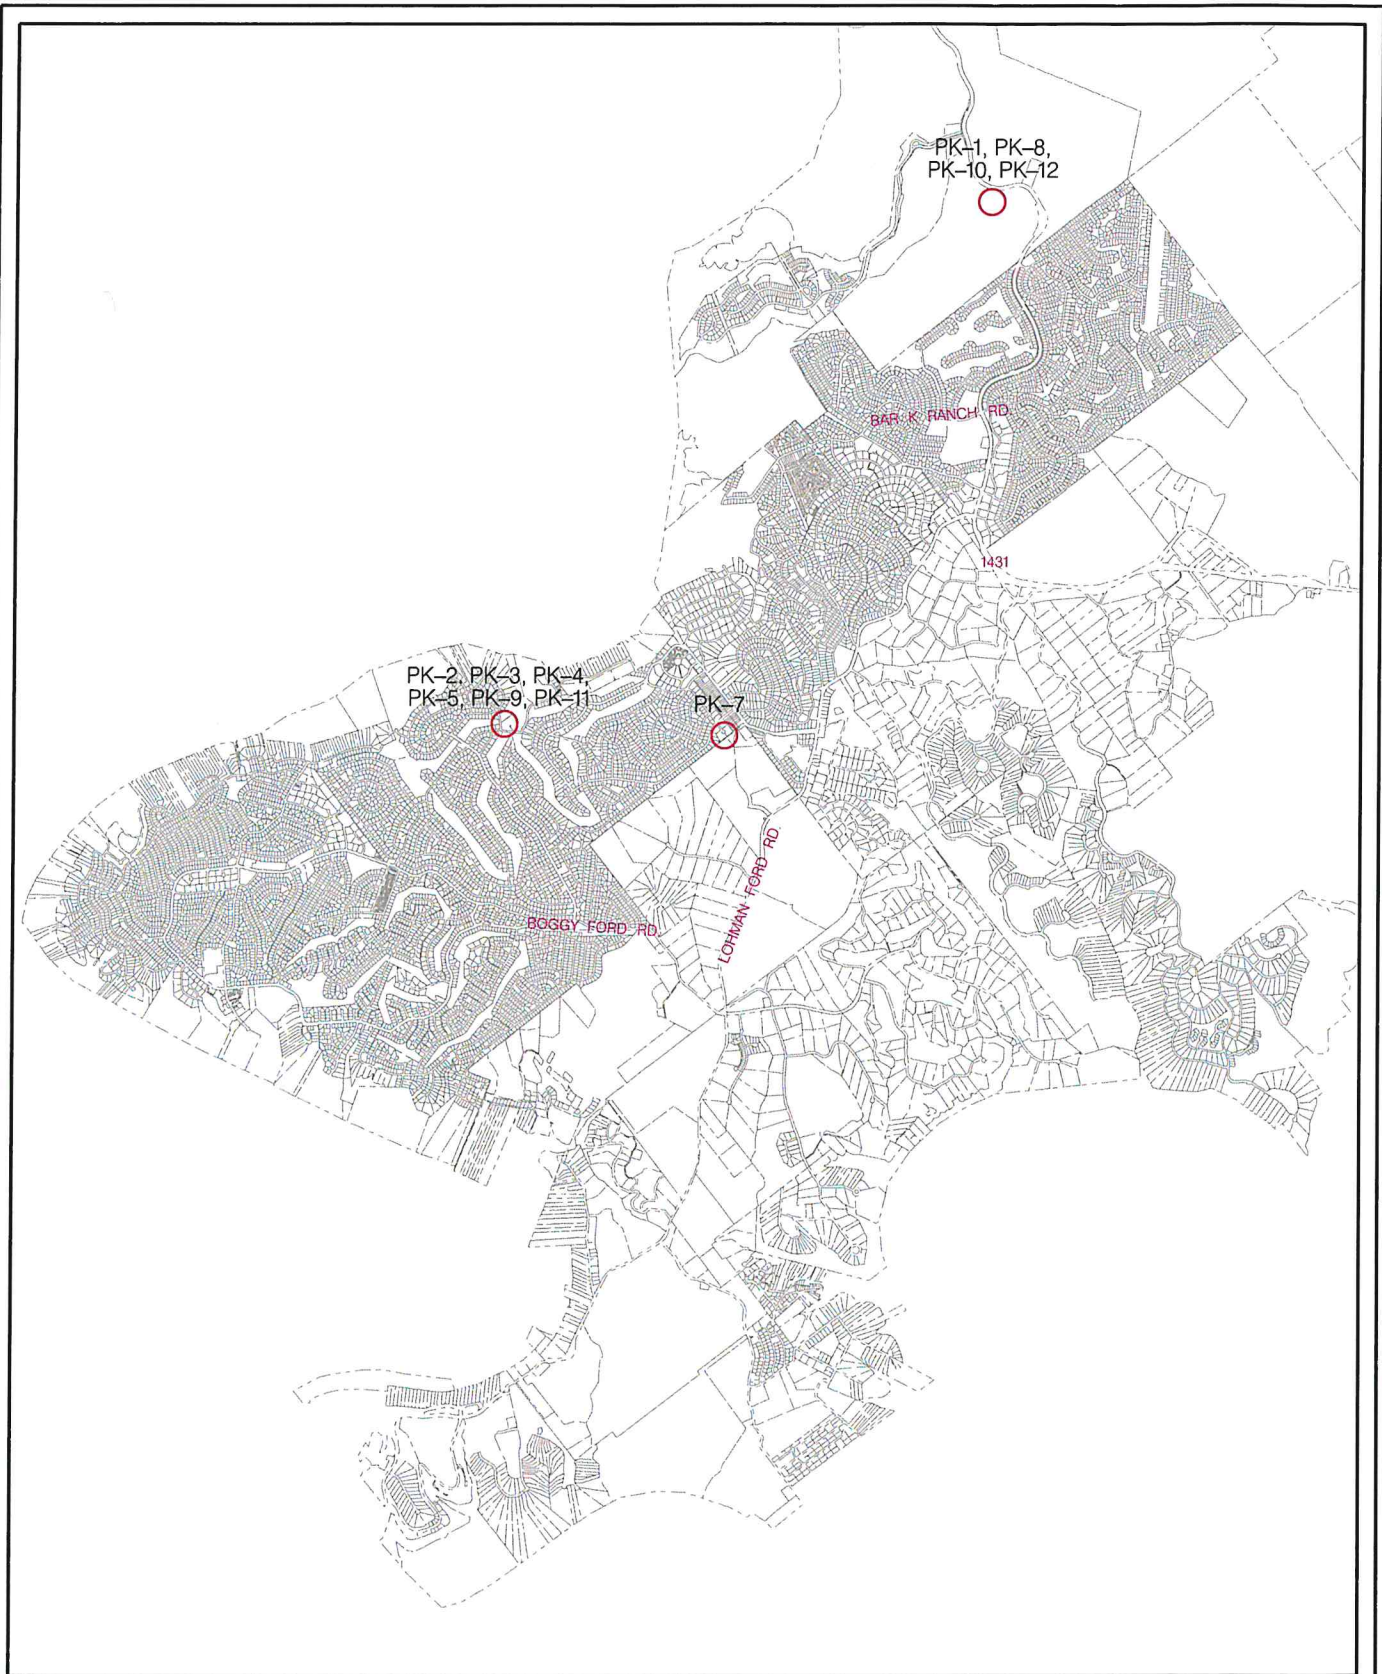 PK–1, PK–8,
PK–10, PK–12
BAR K RANCH RD.
1431
PK–2, PK–3, PK–4,
PK–5, PK–9, PK–11
PK–7
LOHMAN FORD RD.
BOGGY FORD RD.